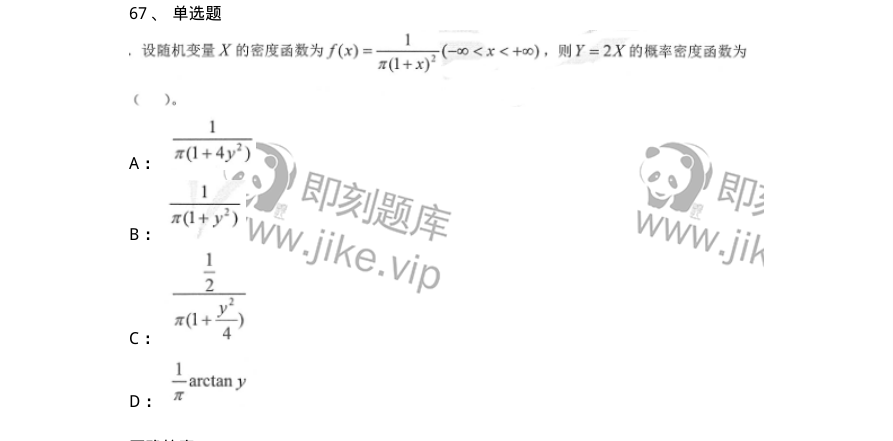 67 、 单选题
. 设随机变量 X 的密度函数为 f(x) = 1/π(1+x)² (−∞ < x < +∞)，则 Y = 2X 的概率密度函数为
（ ）。
A： 1/π(1+4y²)
B： 1/π(1+y²)
C： (1/2)/π(1+y²/4)
D： 1/π arctan y
即刻题库
www.jike.vip
即刻
www.jik